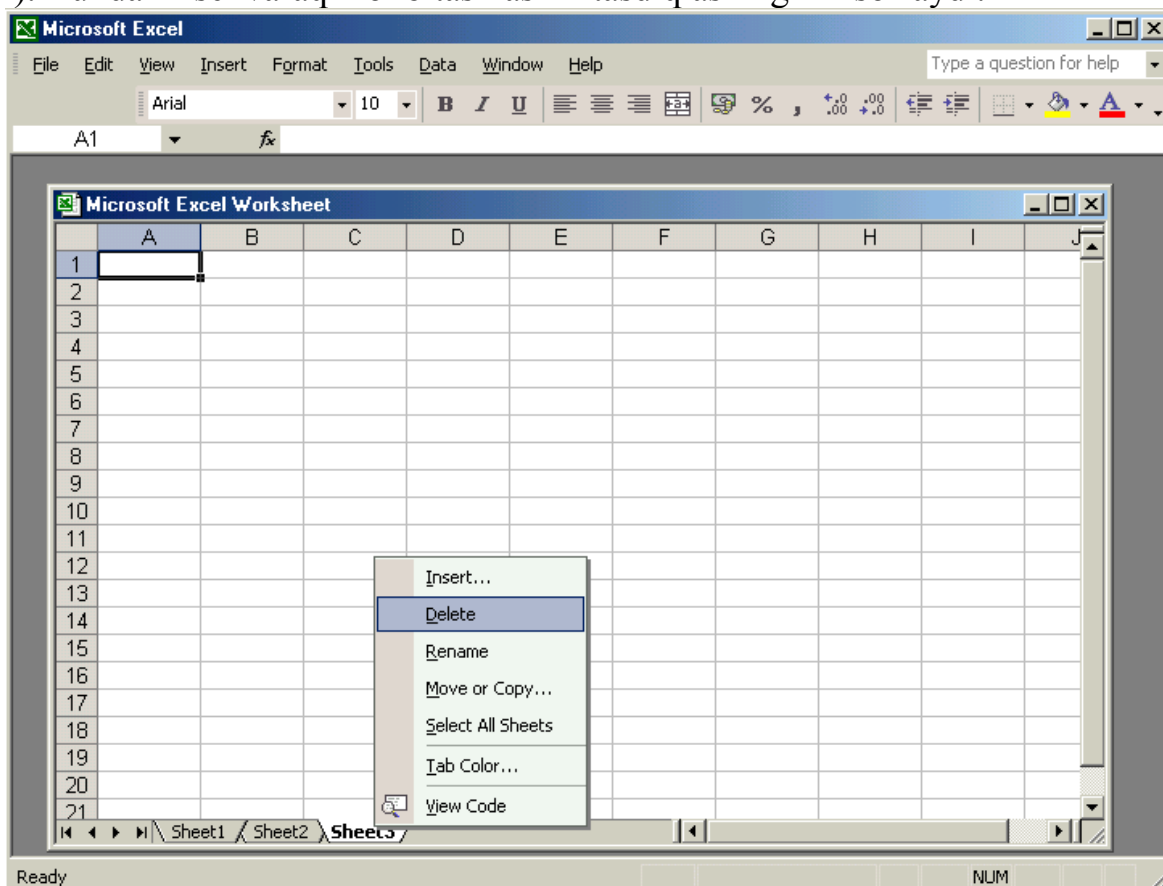 Microsoft Excel
File Edit View Insert Format Tools Data Window Help Type a question for help
Arial 10 B I U % ,
A1 fx
Microsoft Excel Worksheet
A B C D E F G H I J
1
2
3
4
5
6
7
8
9
10
11
12
13
14
15
16
17
18
19
20
21
Insert...
Delete
Rename
Move or Copy...
Select All Sheets
Tab Color...
View Code
Sheet1 Sheet2 Sheet3
Ready NUM